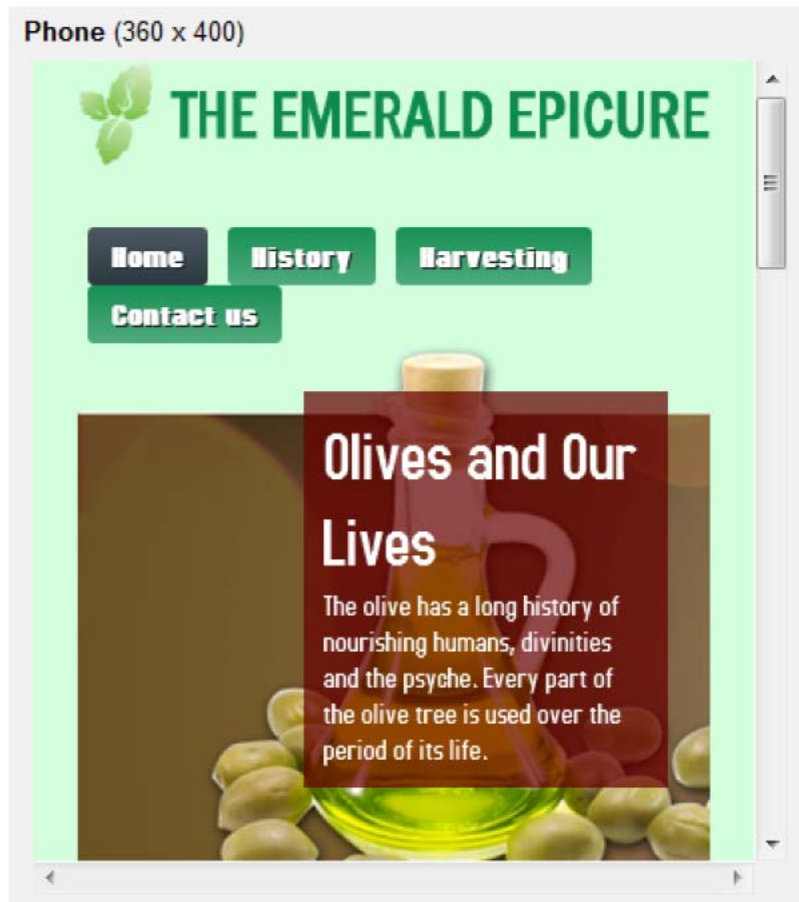 Phone (360 x 400)
THE EMERALD EPICURE
Home History Harvesting
Contact us
Olives and Our
Lives
The olive has a long history of
nourishing humans, divinities
and the psyche. Every part of
the olive tree is used over the
period of its life.